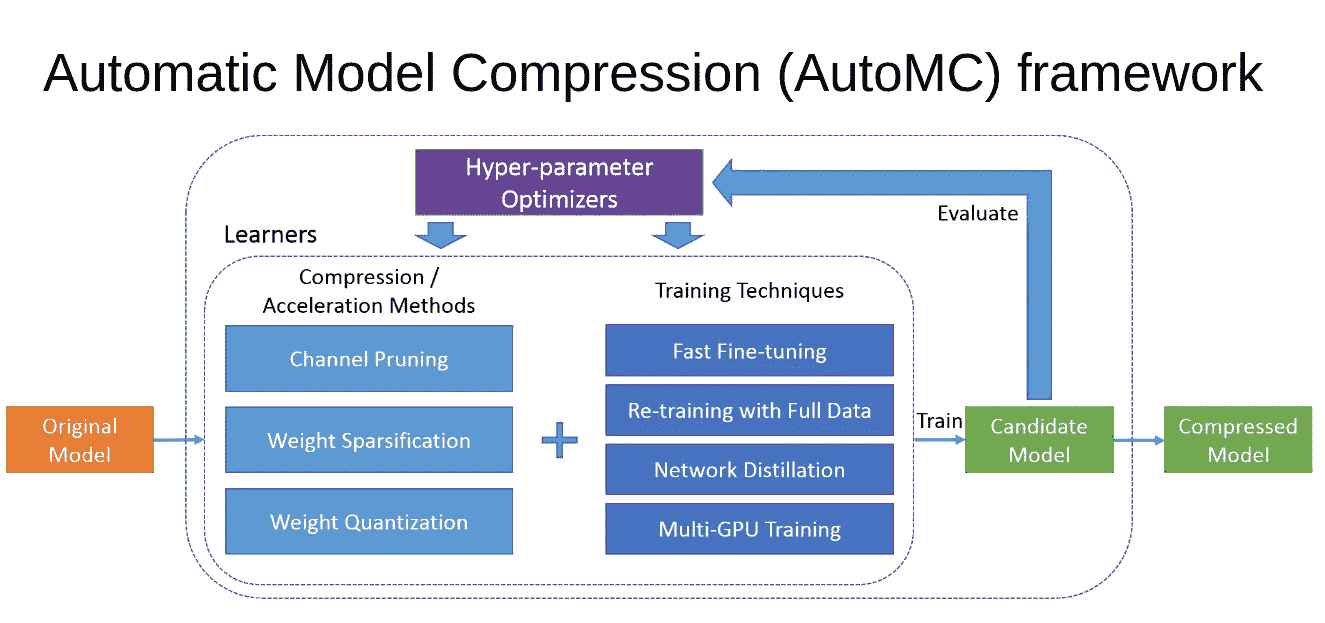 Automatic Model Compression (AutoMC) framework
Hyper-parameter
Optimizers
Evaluate
Learners
Compression /
Acceleration Methods
Training Techniques
Channel Pruning
Weight Sparsification
Weight Quantization
Fast Fine-tuning
Re-training with Full Data
Network Distillation
Multi-GPU Training
Original
Model
Train
Candidate
Model
Compressed
Model